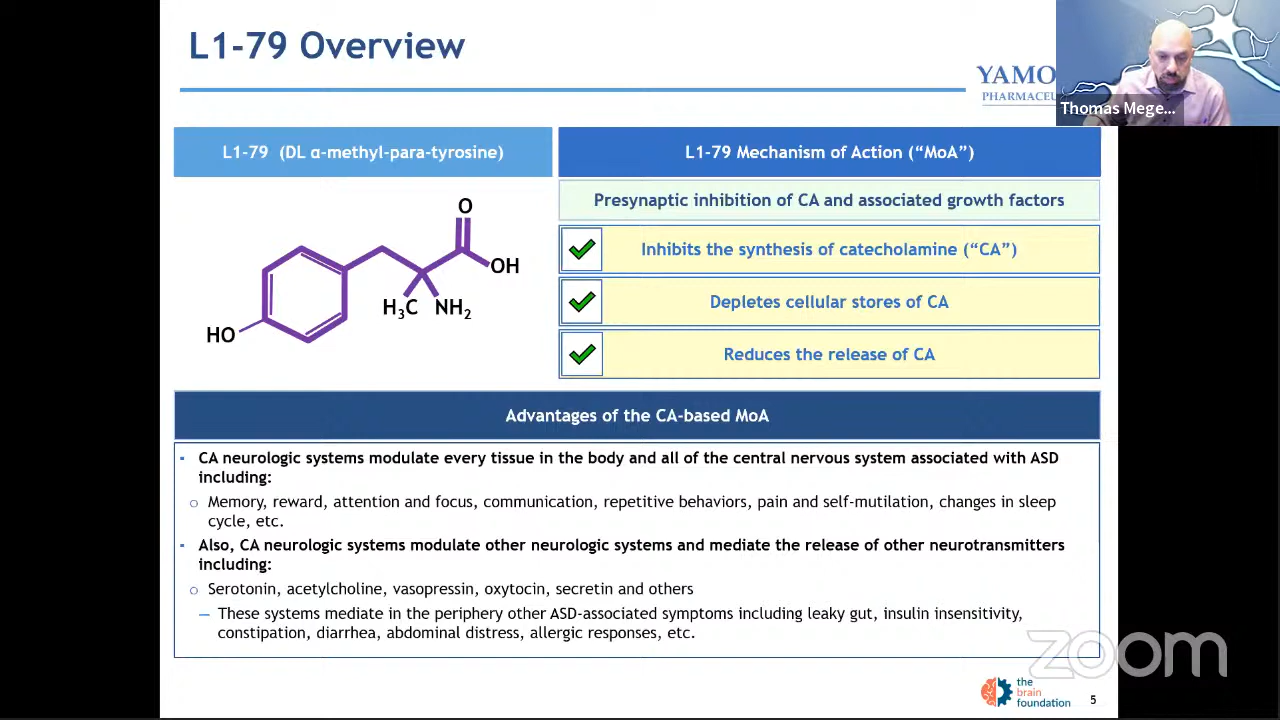 L1-79 Overview
YAMO
PHARMACEU
Thomas Mege...
L1-79 (DL α-methyl-para-tyrosine)
O
OH
H₃C NH₂
HO
L1-79 Mechanism of Action (“MoA”)
Presynaptic inhibition of CA and associated growth factors
Inhibits the synthesis of catecholamine (“CA”)
Depletes cellular stores of CA
Reduces the release of CA
Advantages of the CA-based MoA
CA neurologic systems modulate every tissue in the body and all of the central nervous system associated with ASD
including:
Memory, reward, attention and focus, communication, repetitive behaviors, pain and self-mutilation, changes in sleep
cycle, etc.
Also, CA neurologic systems modulate other neurologic systems and mediate the release of other neurotransmitters
including:
Serotonin, acetylcholine, vasopressin, oxytocin, secretin and others
These systems mediate in the periphery other ASD-associated symptoms including leaky gut, insulin insensitivity,
constipation, diarrhea, abdominal distress, allergic responses, etc.
zoom
the
brain
foundation
5